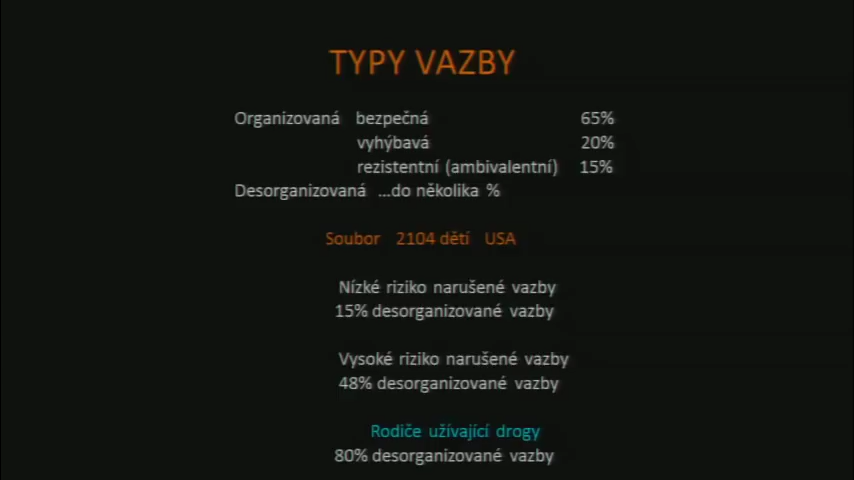 TYPY VAZBY
Organizovaná bezpečná 65%
vyhýbavá 20%
rezistentní (ambivalentní) 15%
Desorganizovaná ...do několika %
Soubor 2104 dětí USA
Nízké riziko narušené vazby
15% desorganizované vazby
Vysoké riziko narušené vazby
48% desorganizované vazby
Rodiče užívající drogy
80% desorganizované vazby